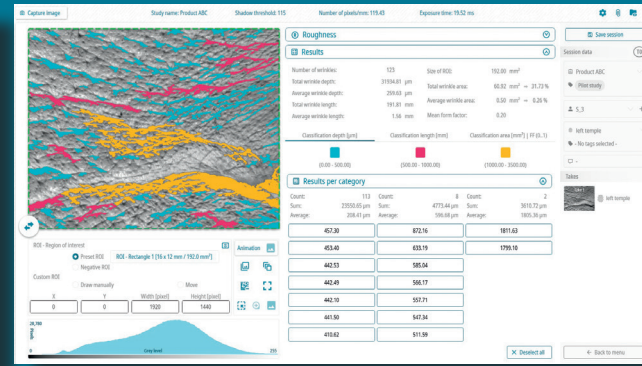 Capture image
Study name: Product ABC
Shadow threshold: 115
Number of pixels/mm: 119.43
Exposure time: 19.52 ms
Roughness
Results
Number of wrinkles: 123
Size of ROI: 192.00 mm²
Total wrinkle depth: 31934.81 µm
Total wrinkle area: 60.92 mm² = 31.73 %
Average wrinkle depth: 259.63 µm
Average wrinkle area: 0.50 mm² = 0.26 %
Total wrinkle length: 191.81 mm
Mean form factor: 0.20
Average wrinkle length: 1.56 mm
Classification depth [µm]
Classification length [mm]
Classification area [mm²] | FF (0..1)
(0.00 - 500.00)
(500.00 - 1000.00)
(1000.00 - 3500.00)
Results per category
Count: 113
Count: 8
Count: 2
Sum: 23550.65 µm
Sum: 4773.44 µm
Sum: 3610.72 µm
Average: 208.41 µm
Average: 596.68 µm
Average: 1805.36 µm
457.30 872.16 1811.63
453.40 633.19 1799.10
442.53 585.04
442.49 566.17
442.10 557.71
441.50 547.34
410.62 511.39
Deselect all
ROI - Region of interest
Preset ROI
ROI - Rectangle 1 [16 x 12 mm / 192.0 mm²]
Negative ROI
Custom ROI
Draw manually
Move
X Y Width [pixel] Height [pixel]
0 0 1920 1440
Animation
Pixels
0
Grey level
255
Save session
Session data
Product ABC
Pilot study
S_3
left temple
- No tags selected -
-
Takes
left temple
Back to menu